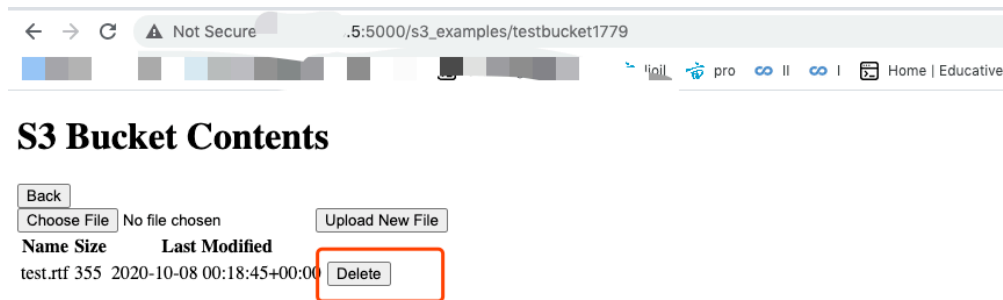 Not Secure .5:5000/s3_examples/testbucket1779
pro II I Home | Educative
S3 Bucket Contents
Back
Choose File No file chosen Upload New File
Name Size Last Modified
test.rtf 355 2020-10-08 00:18:45+00:00 Delete